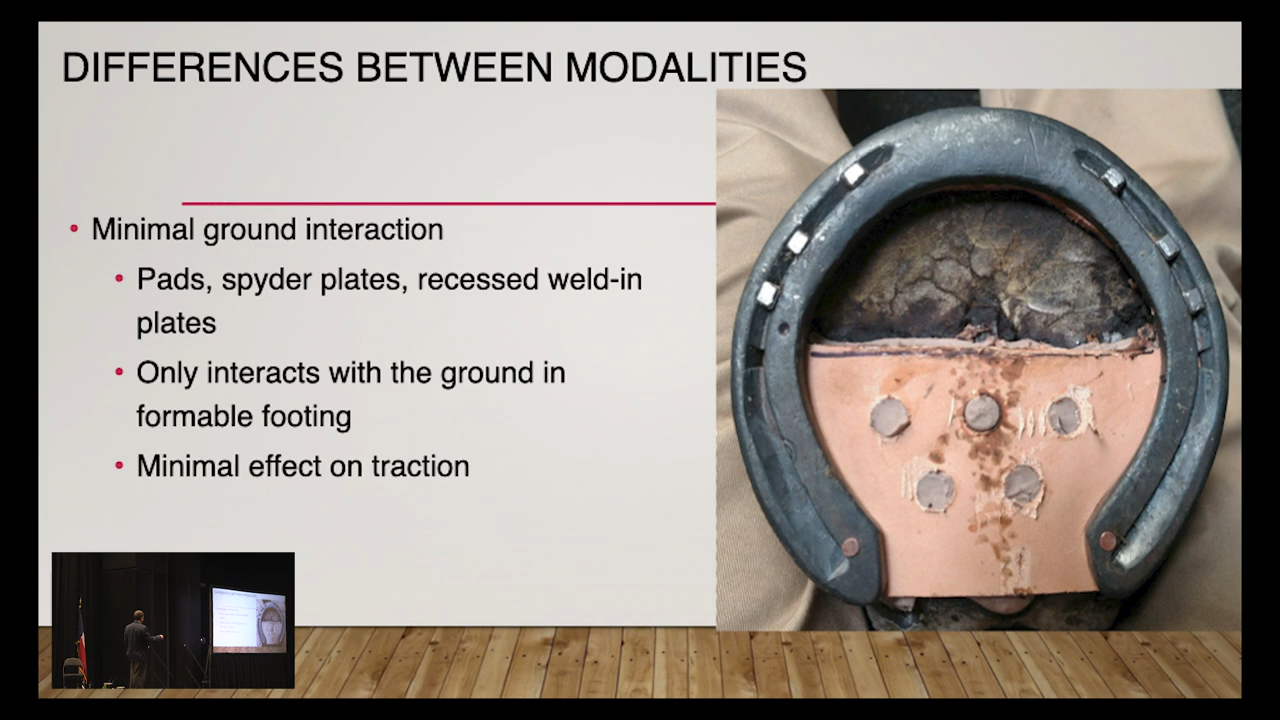 DIFFERENCES BETWEEN MODALITIES
• Minimal ground interaction
• Pads, spyder plates, recessed weld-in
plates
• Only interacts with the ground in
formable footing
• Minimal effect on traction